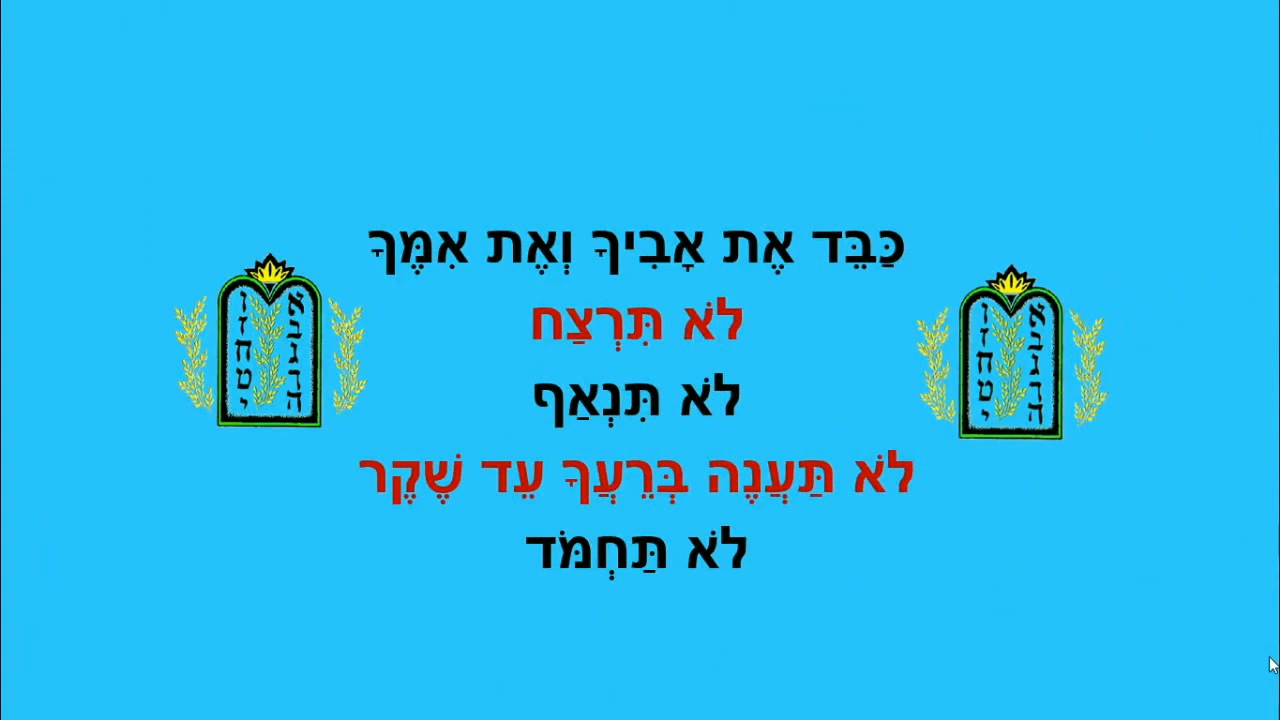 כַּבֵּד אֶת אָבִיךָ וְאֶת אִמֶּךָ
לֹא תִּרְצַח
לֹא תִּנְאַף
לֹא תַּעֲנֶה בְּרֵעֲךָ עֵד שֶׁקֶר
לֹא תַּחְמֹּד